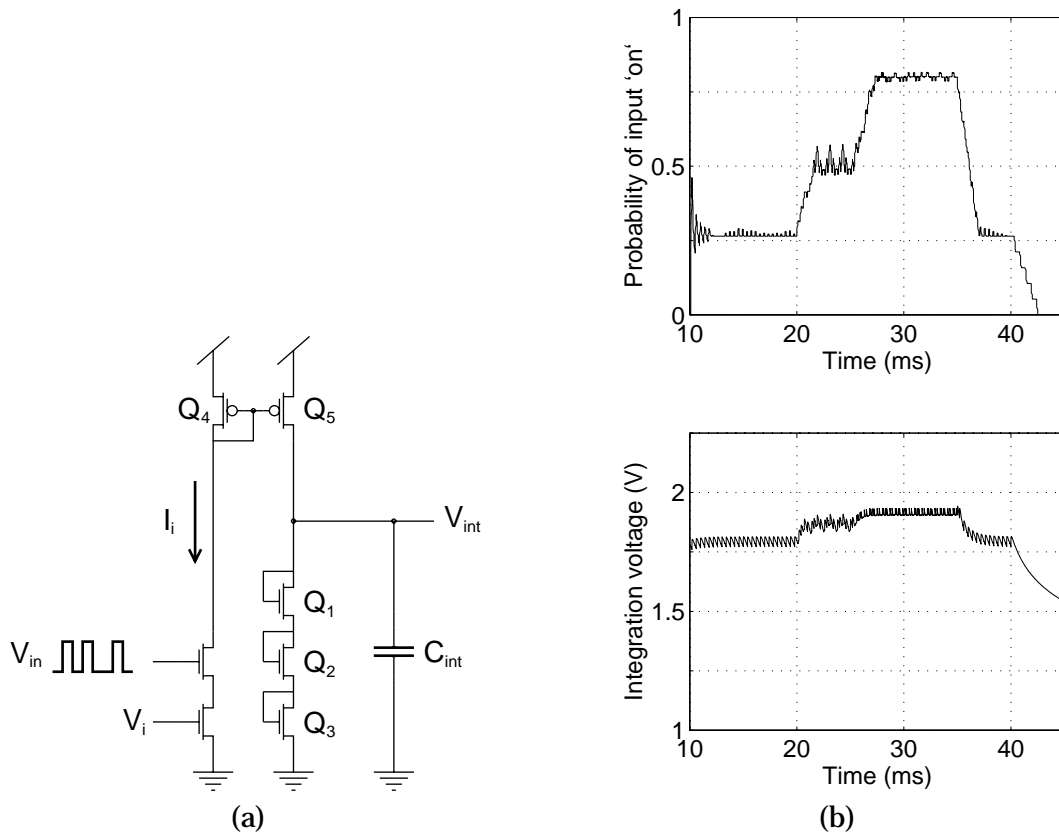 Q4
Q5
Ii
Vint
Q1
Q2
Q3
Cint
Vin
Vi
(a)
Probability of input ‘on‘
1
0.5
0
10
20
30
40
Time (ms)
Integration voltage (V)
2
1.5
1
10
20
30
40
Time (ms)
(b)